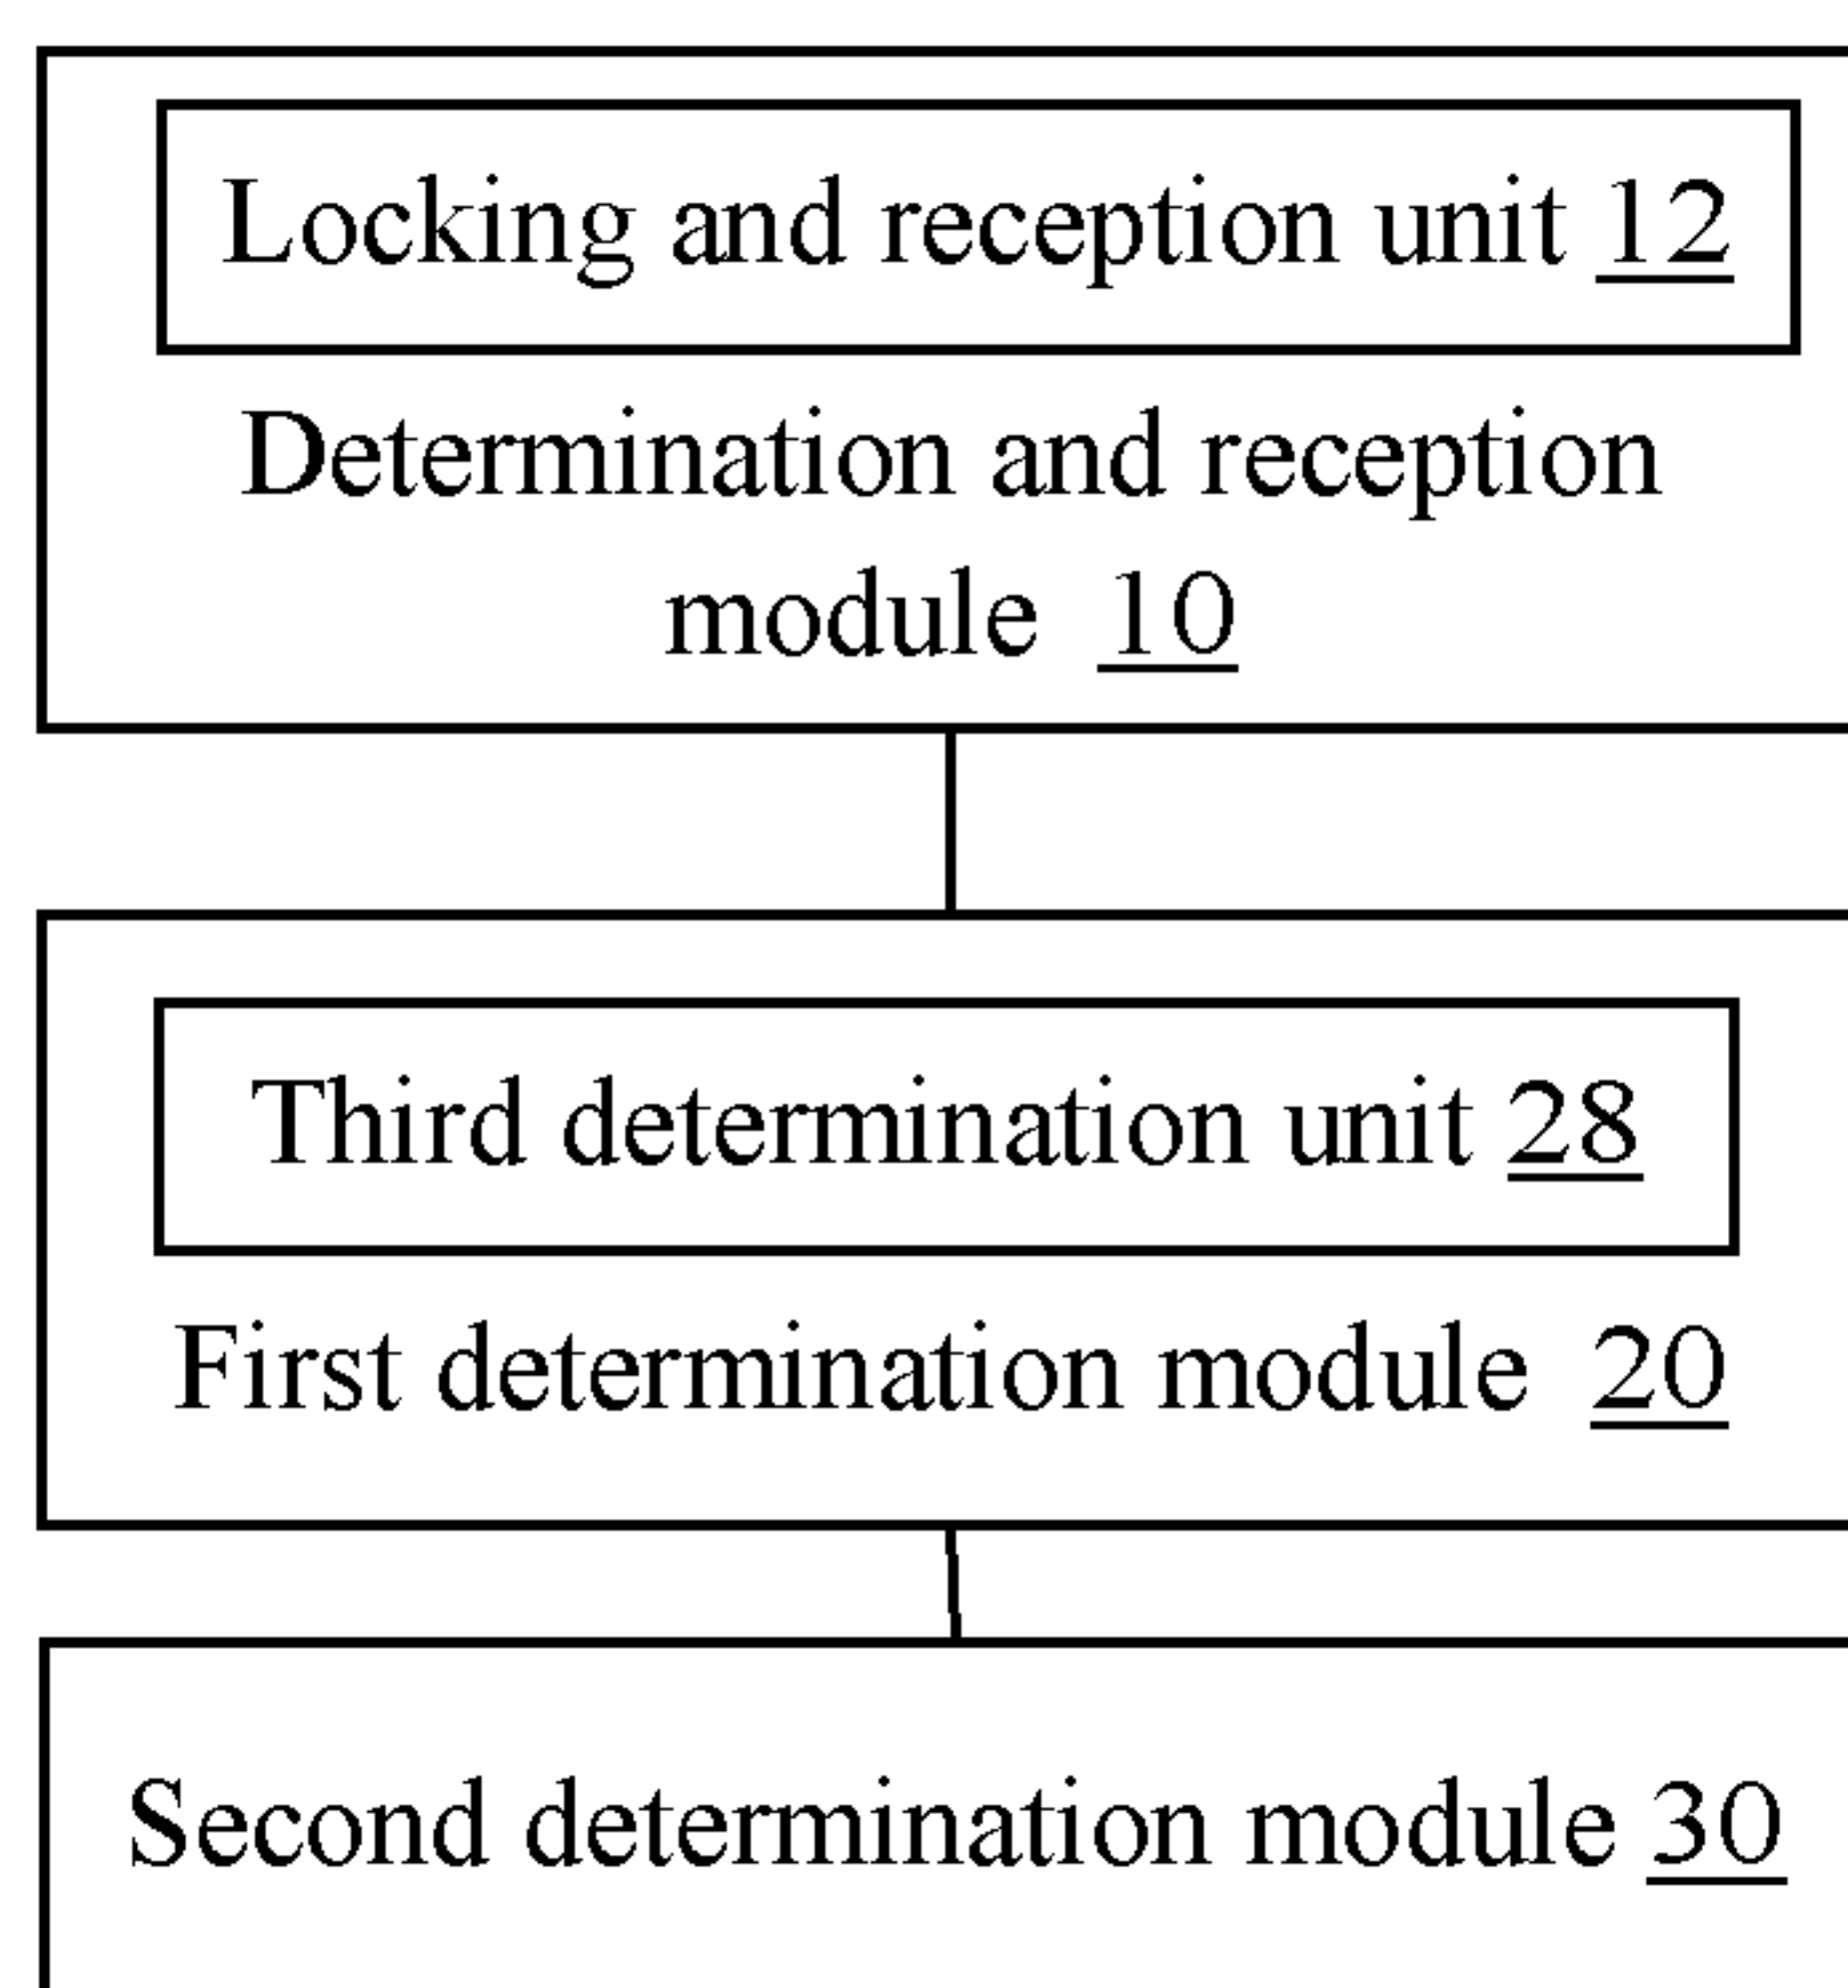 Locking and reception unit 12
Determination and reception
module 10
Third determination unit 28
First determination module 20
Second determination module 30